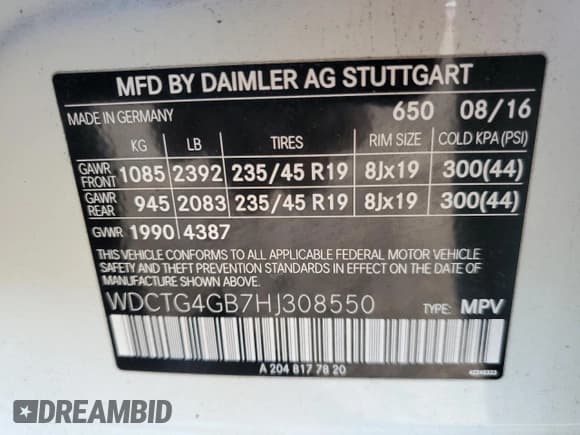 MFD BY DAIMLER AG STUTTGART
MADE IN GERMANY 650 08/16
KG LB TIRES RIM SIZE COLD KPA(PSI)
GAWR FRONT 1085 2392 235/45 R19 8Jx19 300(44)
GAWR REAR 945 2083 235/45 R19 8Jx19 300(44)
GVWR 1990 4387
THIS VEHICLE CONFORMS TO ALL APPLICABLE FEDERAL MOTOR VEHICLE
SAFETY AND THEFT PREVENTION STANDARDS IN EFFECT ON THE DATE
OF MANUFACTURE SHOWN ABOVE.
WDCTG4GB7HJ308550 TYPE: MPV
A 204 817 78 20
DREAMBID